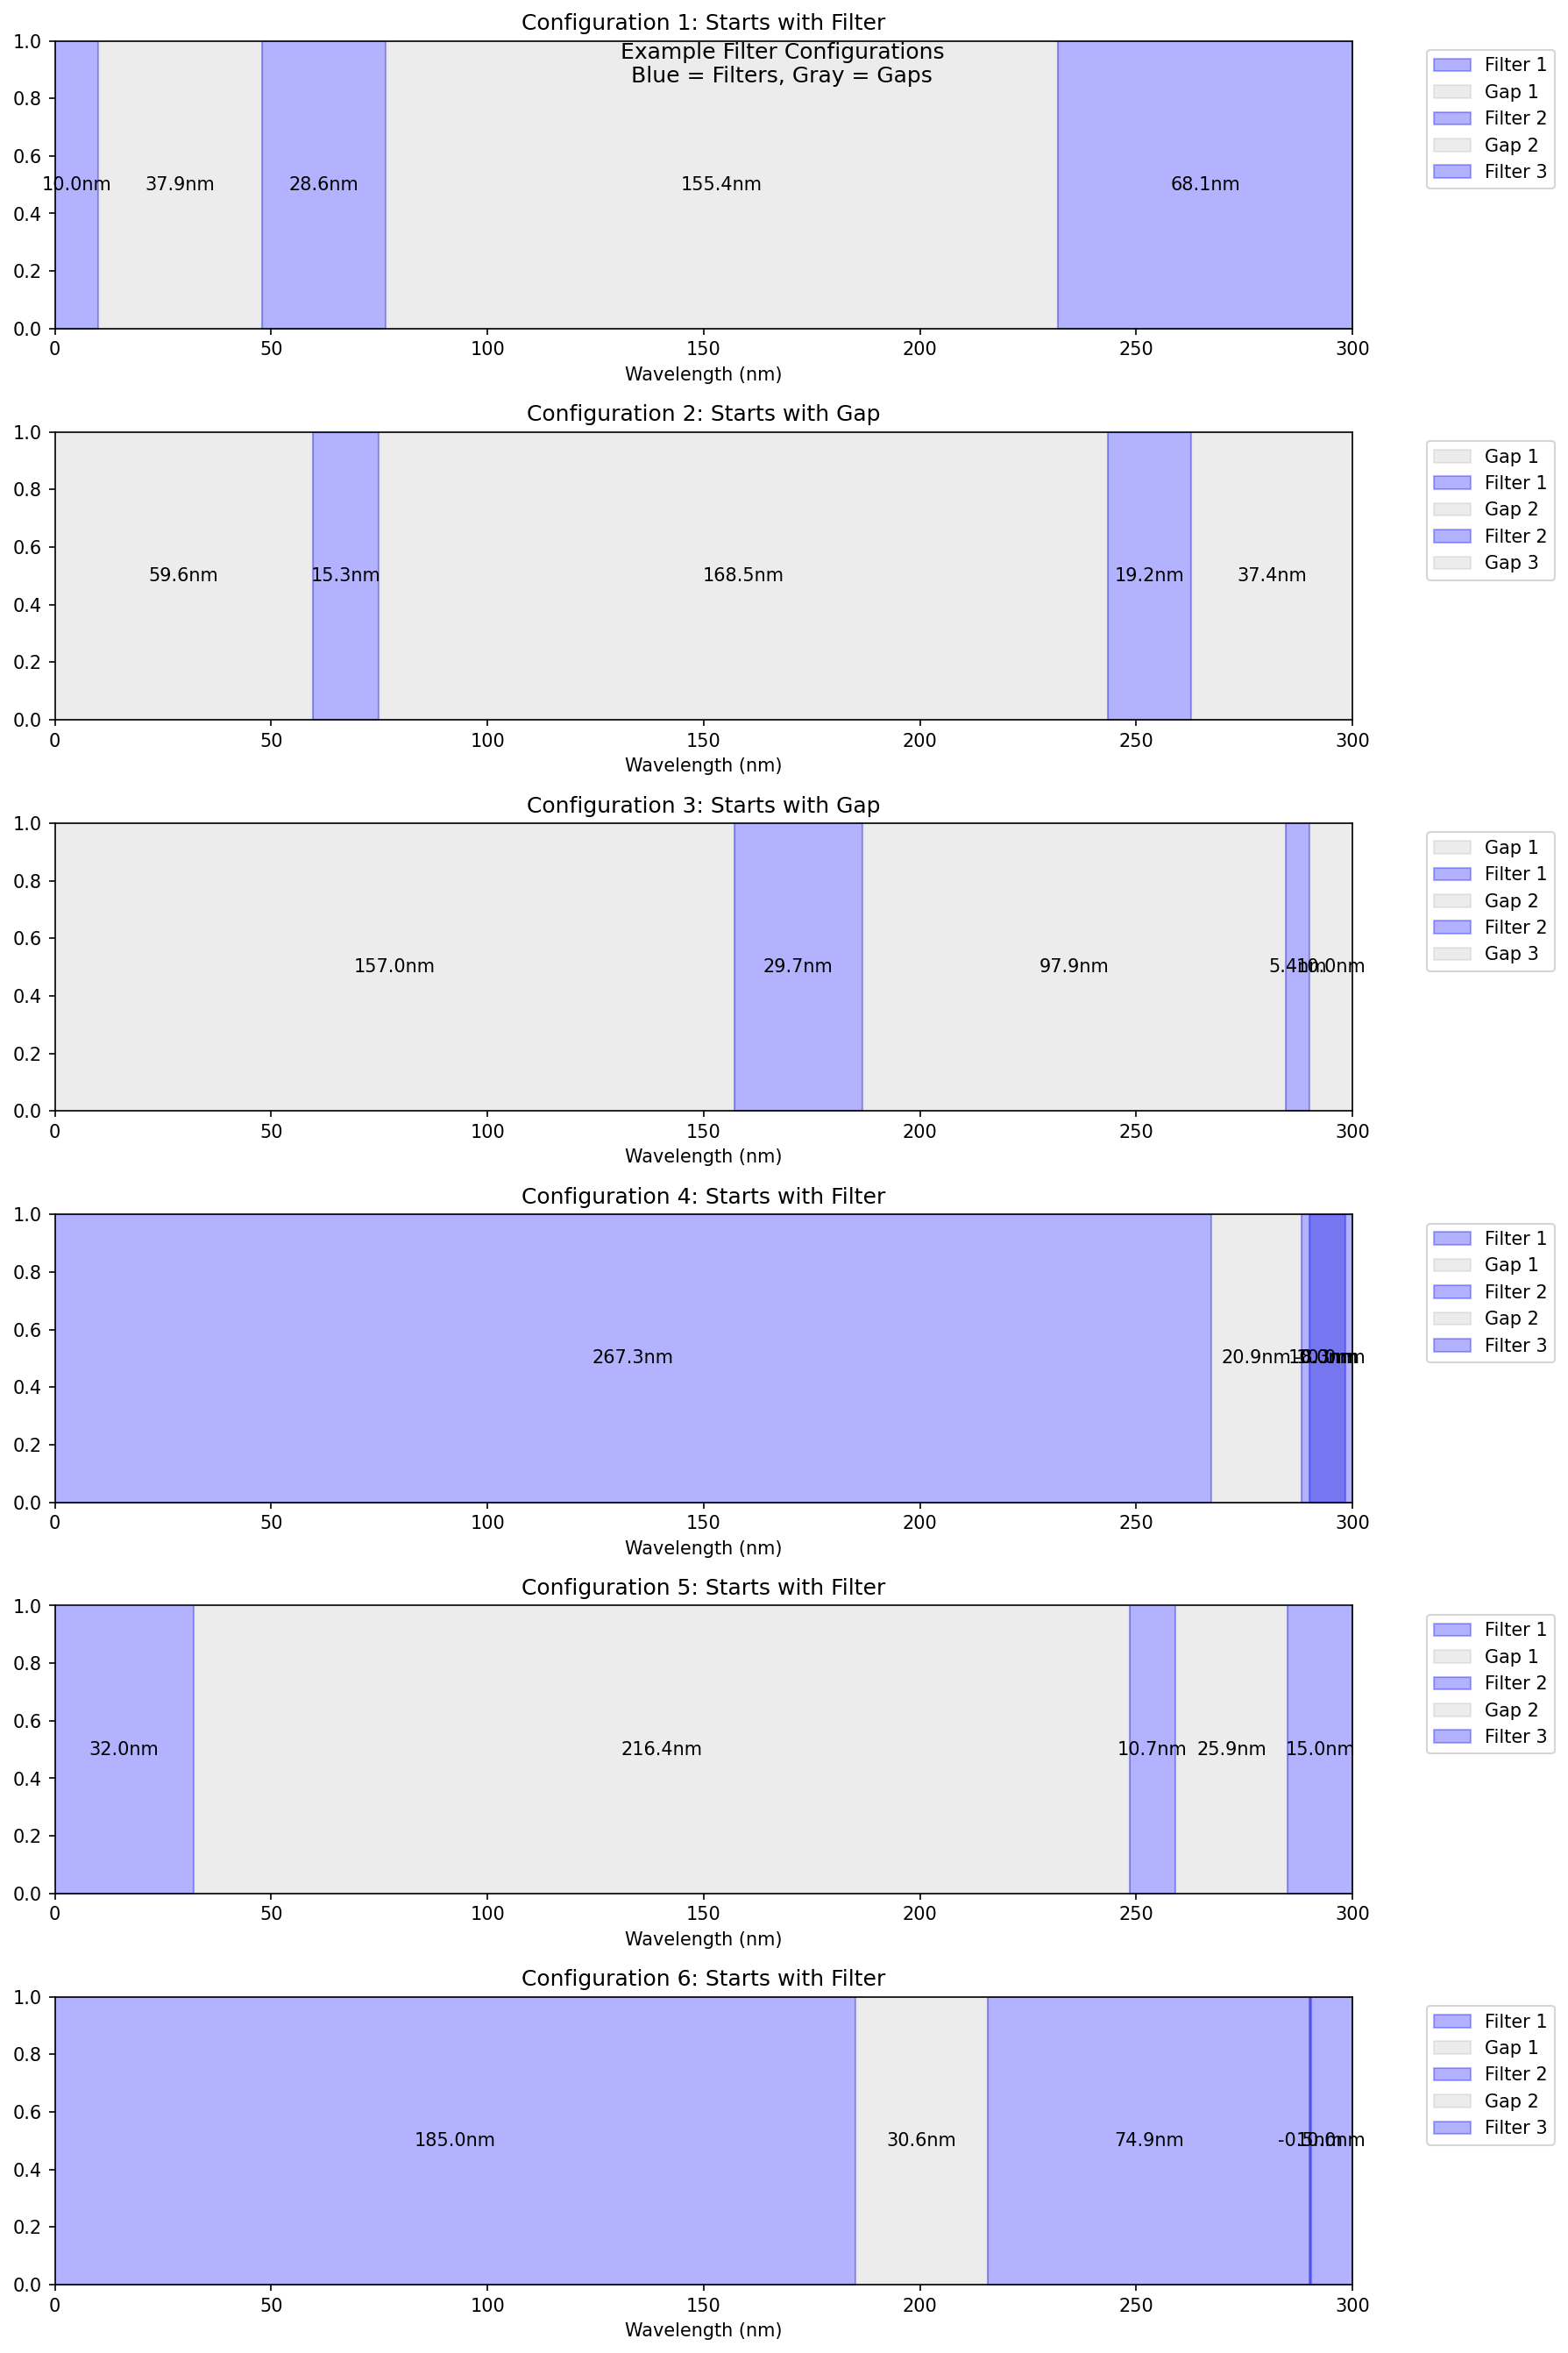 Configuration 1: Starts with Filter
Example Filter Configurations
Blue = Filters, Gray = Gaps
1.0
0.8
0.6
0.4
0.2
0.0
10.0nm 37.9nm 28.6nm 155.4nm 68.1nm
0 50 100 150 200 250 300
Wavelength (nm)
Filter 1
Gap 1
Filter 2
Gap 2
Filter 3
Configuration 2: Starts with Gap
1.0
0.8
0.6
0.4
0.2
0.0
59.6nm 15.3nm 168.5nm 19.2nm 37.4nm
0 50 100 150 200 250 300
Wavelength (nm)
Gap 1
Filter 1
Gap 2
Filter 2
Gap 3
Configuration 3: Starts with Gap
1.0
0.8
0.6
0.4
0.2
0.0
157.0nm 29.7nm 97.9nm 5.4nm 10.0nm
0 50 100 150 200 250 300
Wavelength (nm)
Gap 1
Filter 1
Gap 2
Filter 2
Gap 3
Configuration 4: Starts with Filter
1.0
0.8
0.6
0.4
0.2
0.0
267.3nm 20.9nm
0 50 100 150 200 250 300
Wavelength (nm)
Filter 1
Gap 1
Filter 2
Gap 2
Filter 3
Configuration 5: Starts with Filter
1.0
0.8
0.6
0.4
0.2
0.0
32.0nm 216.4nm 10.7nm 25.9nm 15.0nm
0 50 100 150 200 250 300
Wavelength (nm)
Filter 1
Gap 1
Filter 2
Gap 2
Filter 3
Configuration 6: Starts with Filter
1.0
0.8
0.6
0.4
0.2
0.0
185.0nm 30.6nm 74.9nm -0.5nm 10.0nm
0 50 100 150 200 250 300
Wavelength (nm)
Filter 1
Gap 1
Filter 2
Gap 2
Filter 3